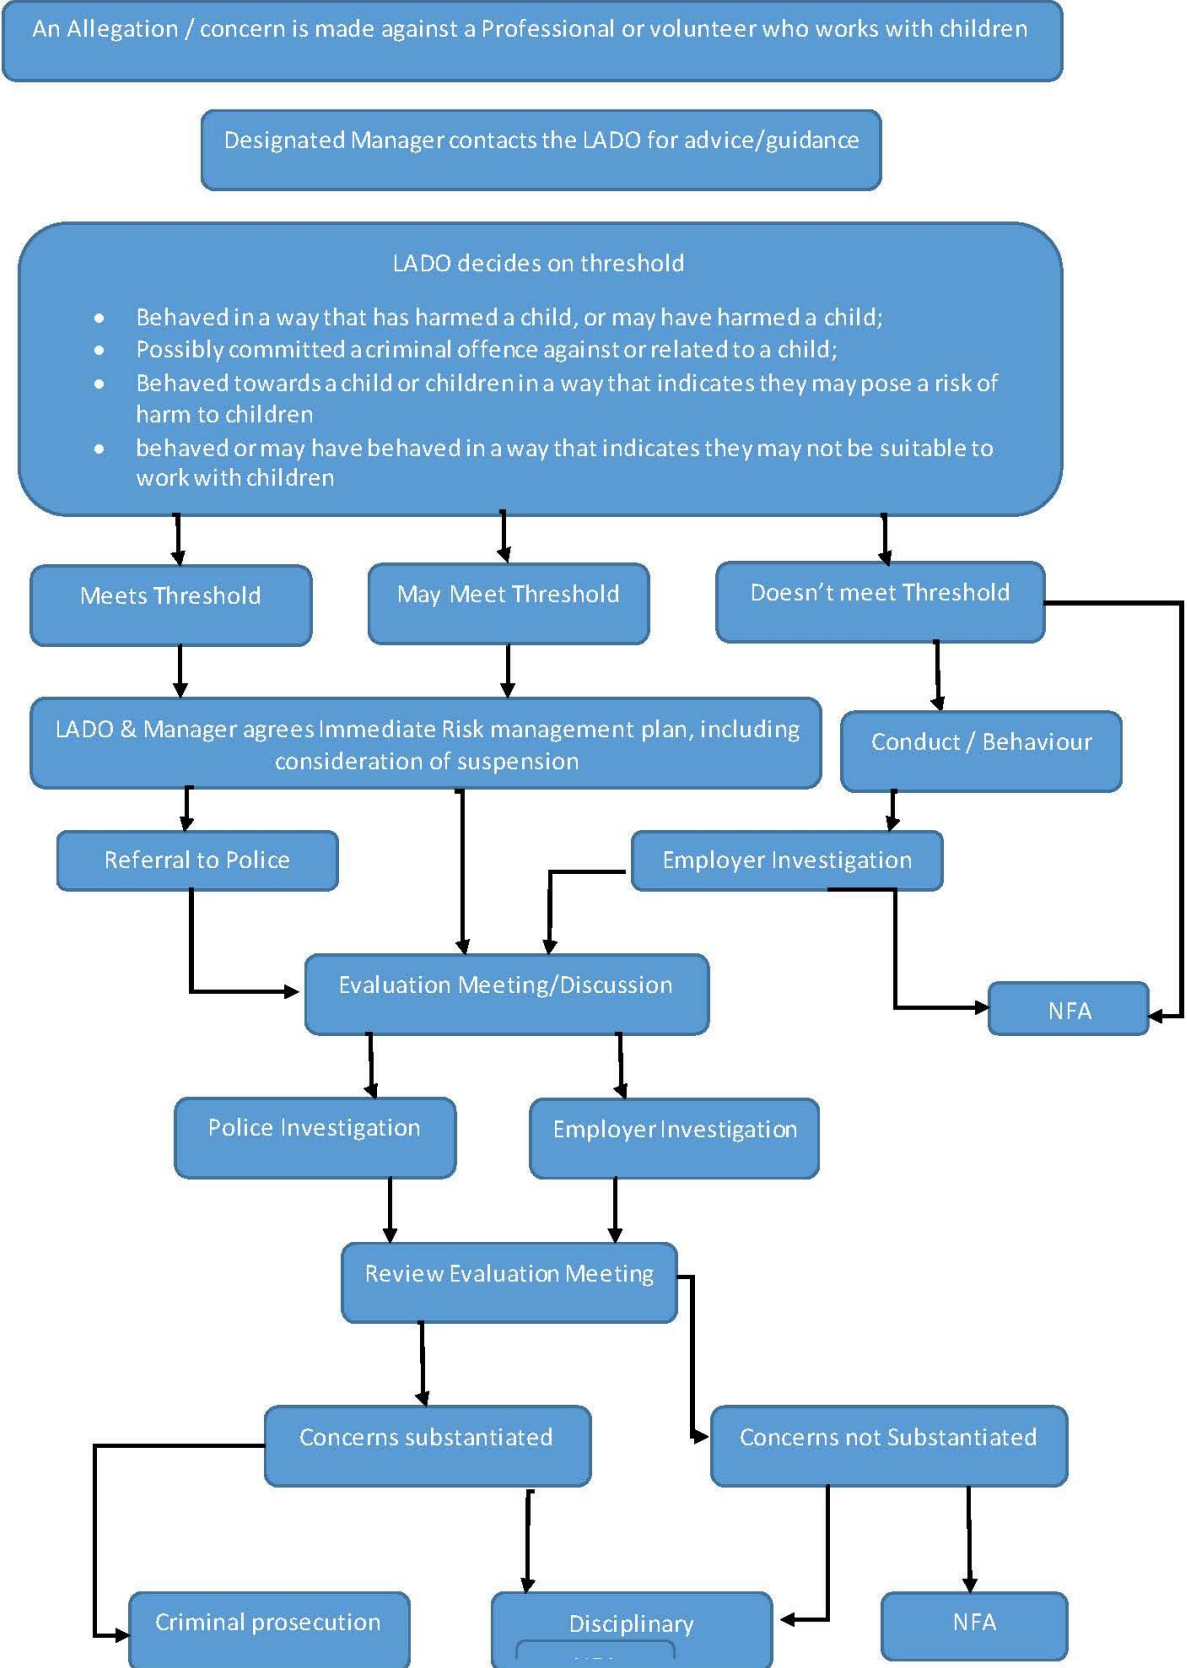 An Allegation / concern is made against a Professional or volunteer who works with children
Designated Manager contacts the LADO for advice/guidance
LADO decides on threshold
• Behaved in a way that has harmed a child, or may have harmed a child;
• Possibly committed a criminal offence against or related to a child;
• Behaved towards a child or children in a way that indicates they may pose a risk of
harm to children
• behaved or may have behaved in a way that indicates they may not be suitable to
work with children
Meets Threshold
May Meet Threshold
Doesn't meet Threshold
LADO & Manager agrees Immediate Risk management plan, including
consideration of suspension
Conduct / Behaviour
Referral to Police
Employer Investigation
Evaluation Meeting/Discussion
NFA
Police Investigation
Employer Investigation
Review Evaluation Meeting
Concerns substantiated
Concerns not Substantiated
Criminal prosecution
Disciplinary
NFA